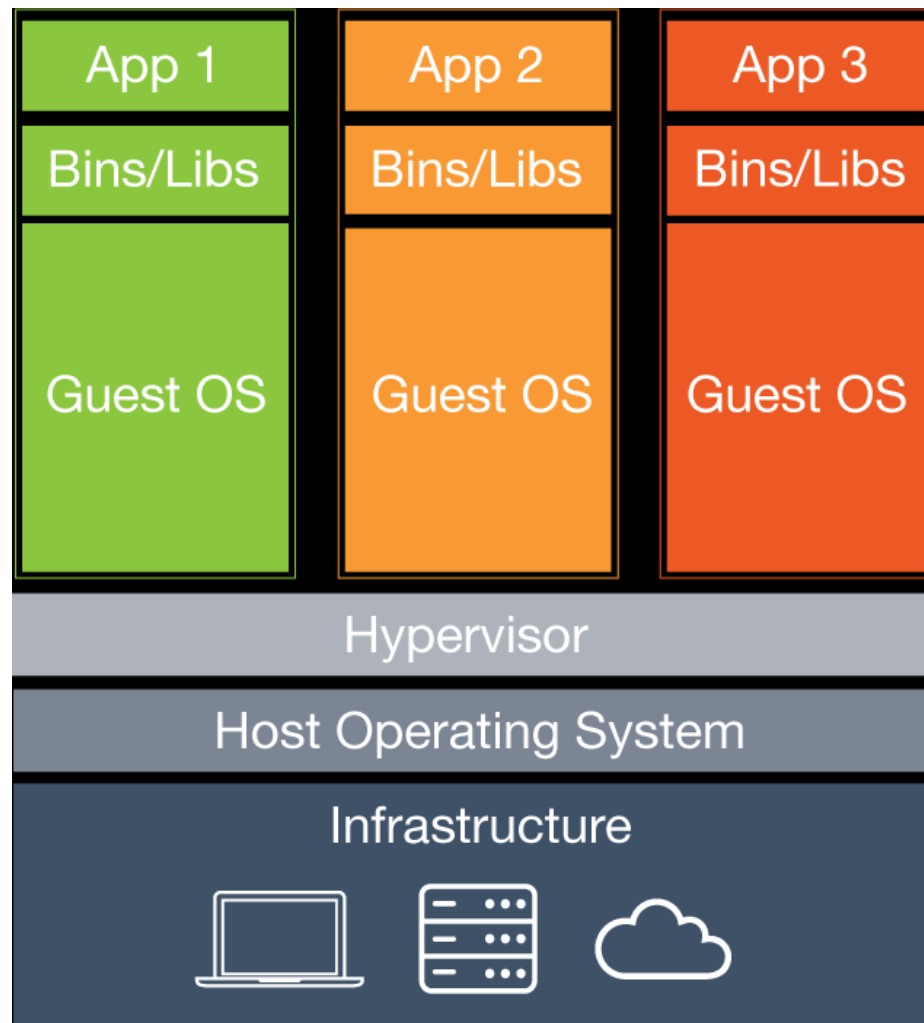 App 1
App 2
App 3
Bins/Libs
Bins/Libs
Bins/Libs
Guest OS
Guest OS
Guest OS
Hypervisor
Host Operating System
Infrastructure